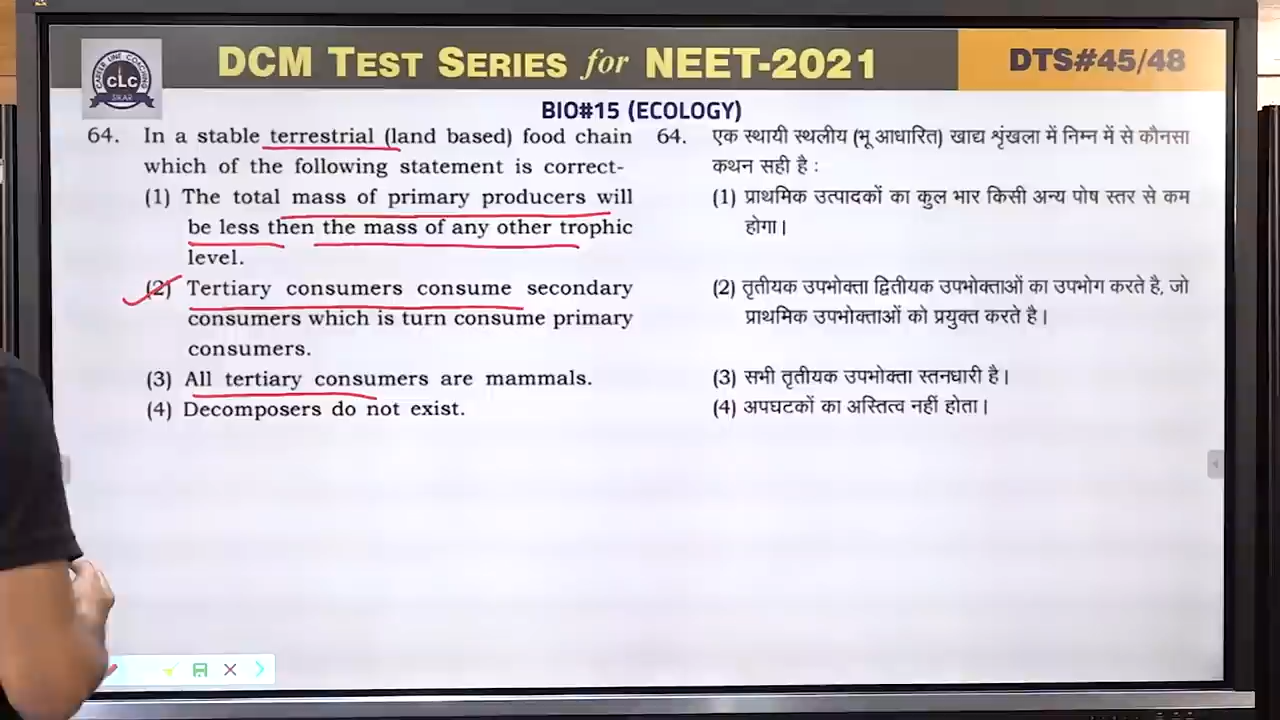 CAREER LINE COACHING
CLC
SIKAR
DCM TEST SERIES for NEET-2021
DTS#45/48
BIO#15 (ECOLOGY)
64. In a stable terrestrial (land based) food chain
which of the following statement is correct-
(1) The total mass of primary producers will
be less then the mass of any other trophic
level.
(2) Tertiary consumers consume secondary
consumers which is turn consume primary
consumers.
(3) All tertiary consumers are mammals.
(4) Decomposers do not exist.
64. एक स्थायी स्थलीय (भू आधारित) खाद्य शृंखला में निम्न में से कौनसा
कथन सही है :
(1) प्राथमिक उत्पादकों का कुल भार किसी अन्य पोष स्तर से कम
होगा।
(2) तृतीयक उपभोक्ता द्वितीयक उपभोक्ताओं का उपभोग करते है, जो
प्राथमिक उपभोक्ताओं को प्रयुक्त करते है।
(3) सभी तृतीयक उपभोक्ता स्तनधारी है।
(4) अपघटकों का अस्तित्व नहीं होता।